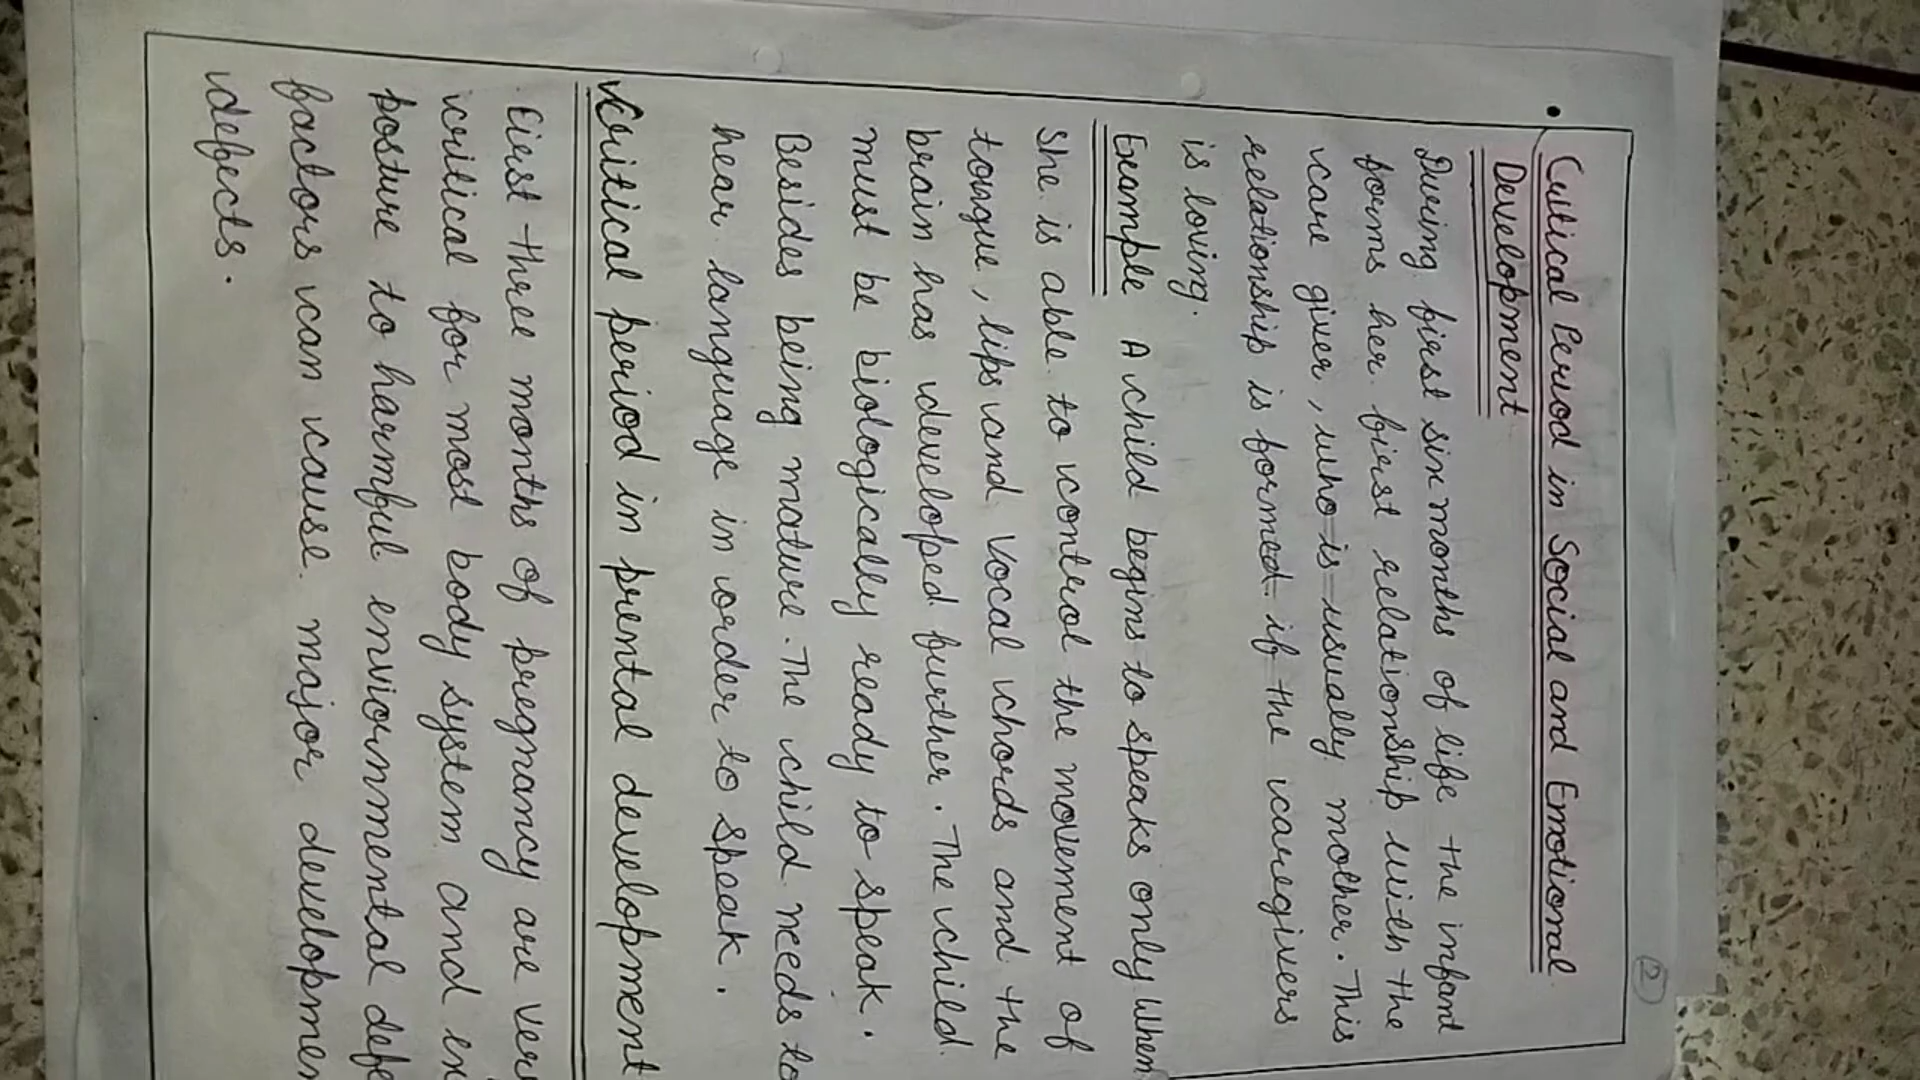 2
• Critical Period in Social and Emotional
Development
During first six months of life the infant
forms her first relationship with the
care giver, who is usually mother. This
relationship is formed if the caregivers
is loving.
Example A child begins to speaks only when
She is able to control the movement of
tongue, lips and vocal chords and the
brain has developed further. The child
must be biologically ready to speak.
Besides being mature. The child needs to
hear language in order to speak.
Critical period in prental development
First three months of pregnancy are very
critical for most body system and ex
posture to harmful enviornmental defe
factors can cause major developmen
defects.